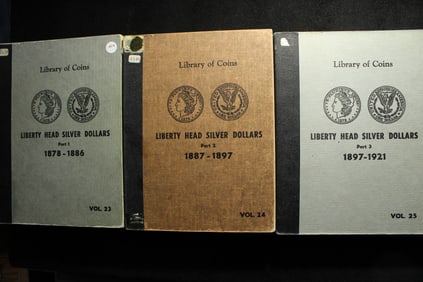 Library of Coins
LIBERTY HEAD SILVER DOLLARS
Part 1
1878 - 1886
VOL. 23
Library of Coins
LIBERTY HEAD SILVER DOLLARS
Part 2
1887 - 1897
VOL. 24
Library of Coins
LIBERTY HEAD SILVER DOLLARS
Part 3
1897 - 1921
VOL. 25